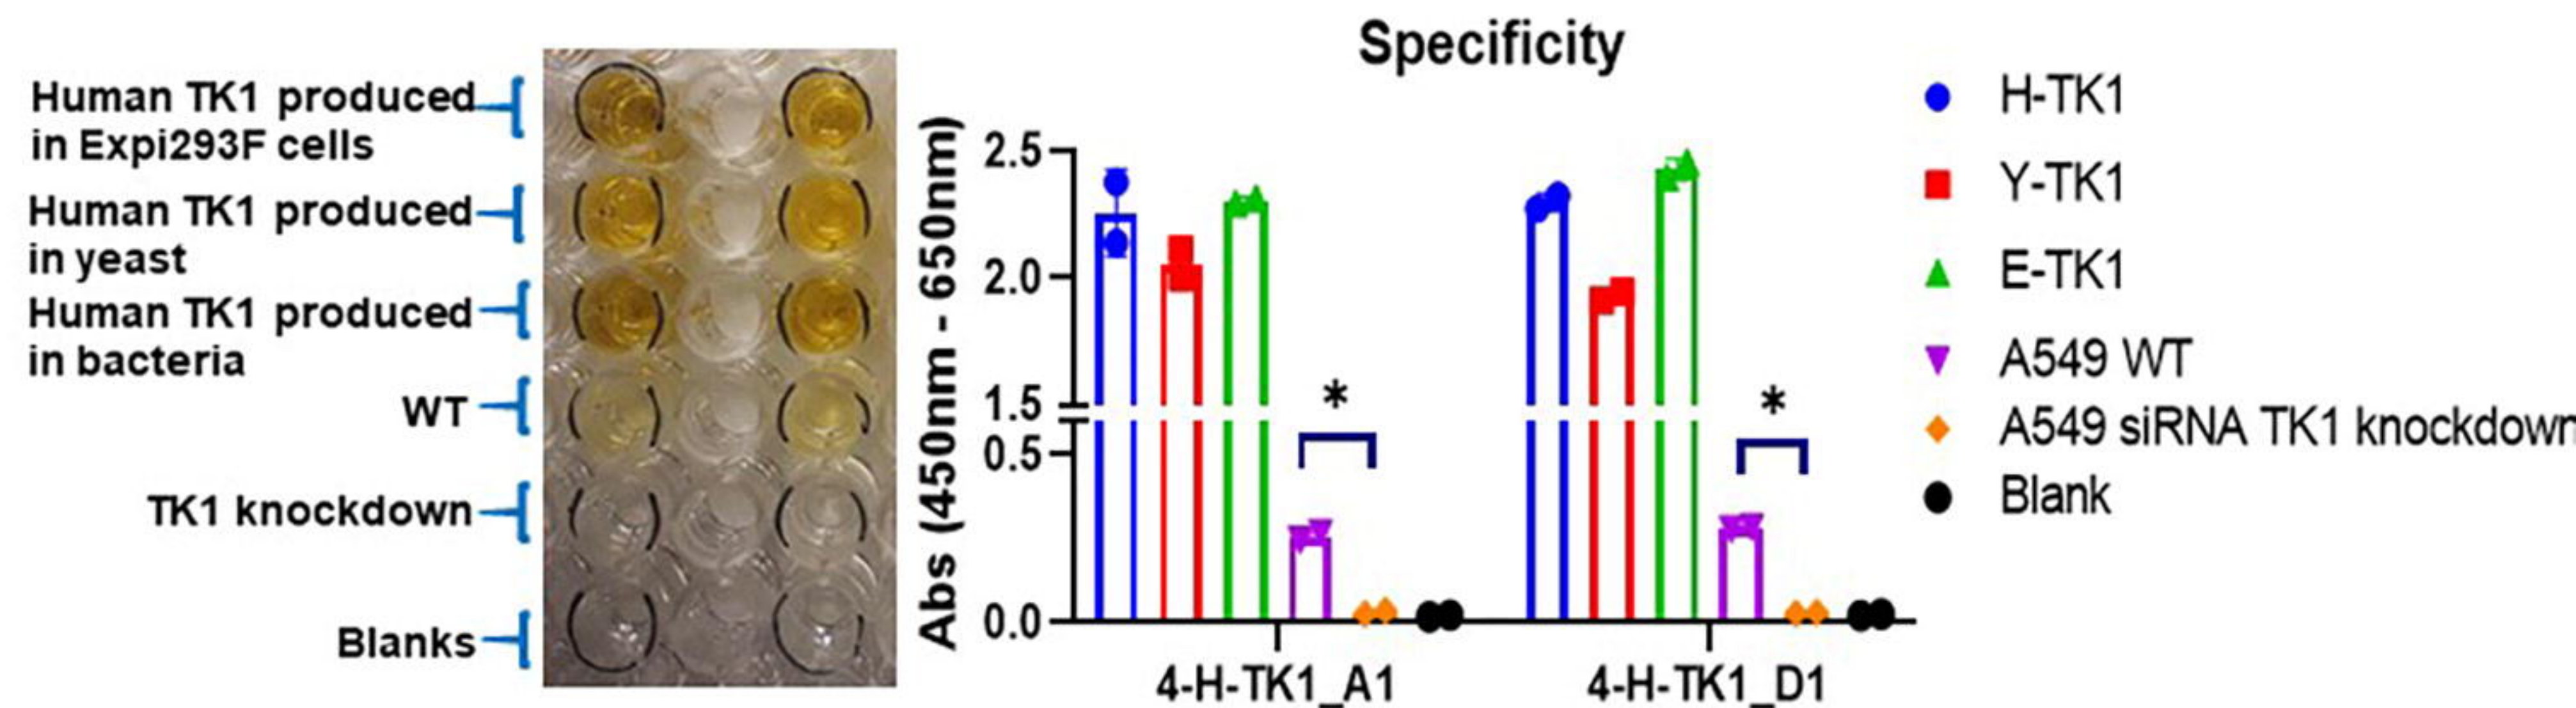 Human TK1 produced
in Expi293F cells
Human TK1 produced
in yeast
Human TK1 produced
in bacteria
WT
TK1 knockdown
Blanks
Specificity
Abs (450nm - 650nm)
2.5
2.0
1.5
0.5
0.0
*
*
4-H-TK1_A1
4-H-TK1_D1
H-TK1
Y-TK1
E-TK1
A549 WT
A549 siRNA TK1 knockdown
Blank